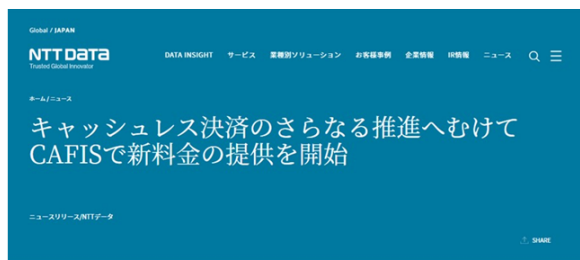 Global / JAPAN
NTT DATA
Trusted Global Innovator
DATA INSIGHT サービス 業種別ソリューション お客様事例 企業情報 IR情報 ニュース
ホーム/ニュース
キャッシュレス決済のさらなる推進へむけて
CAFISで新料金の提供を開始
ニュースリリース/NTTデータ
SHARE